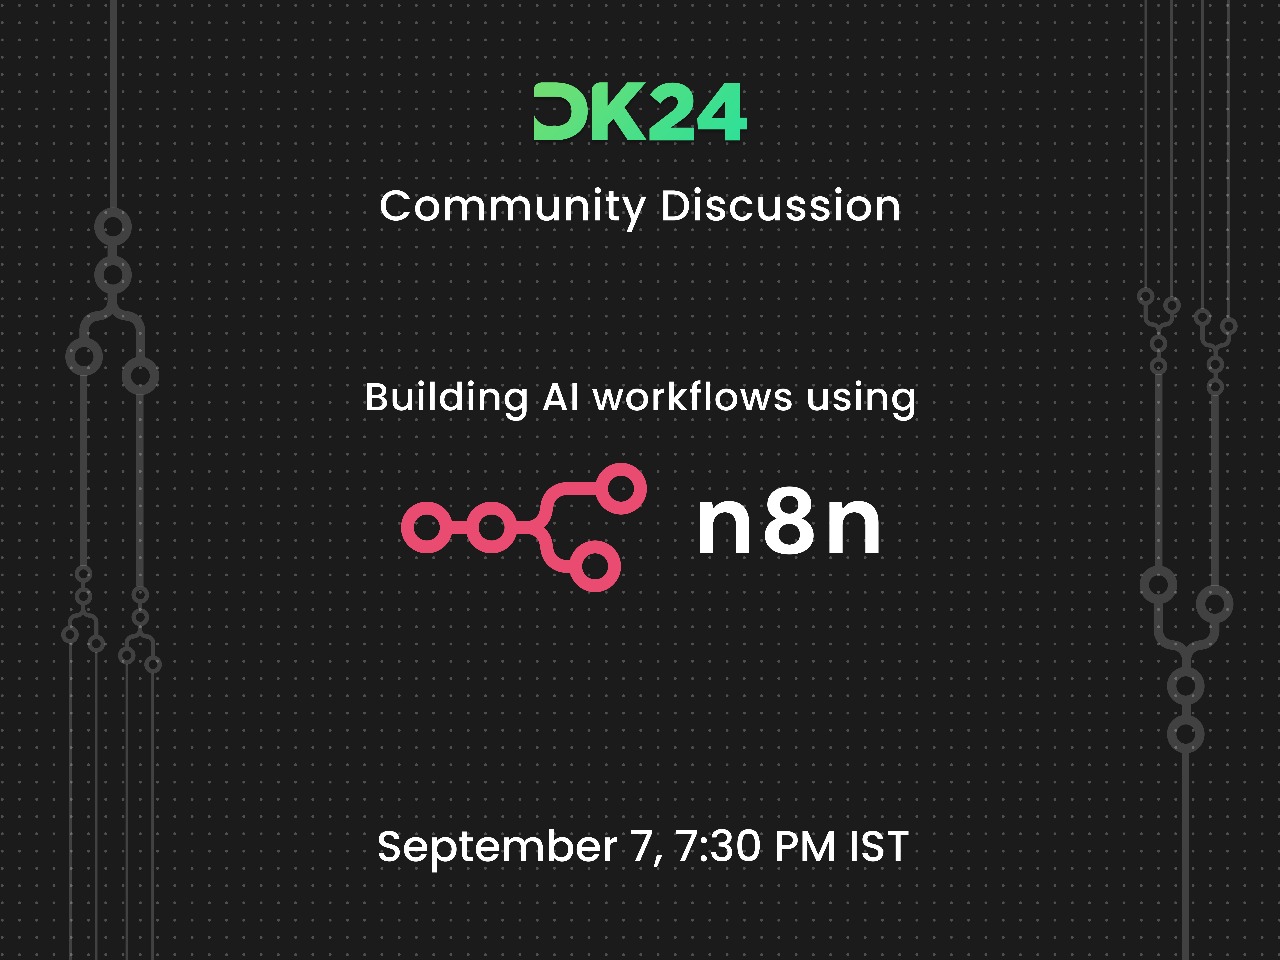 DK24
Community Discussion
Building AI workflows using
n8n
September 7, 7:30 PM IST